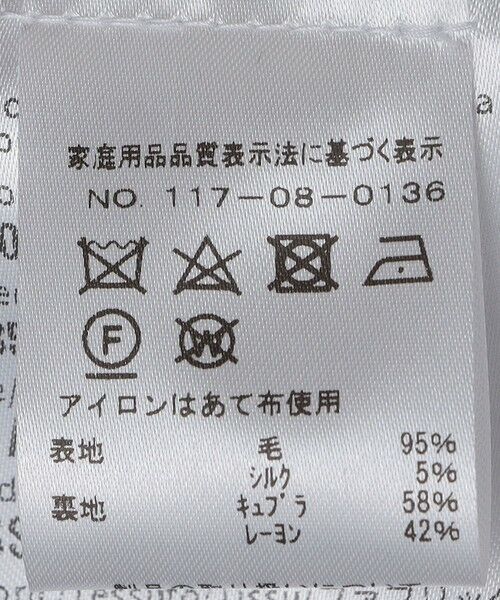 家庭用品品質表示法に基づく表示
NO. 117-08-0136
F W
アイロンはあて布使用
表地 毛 95%
シルク 5%
裏地 キュプラ 58%
レーヨン 42%